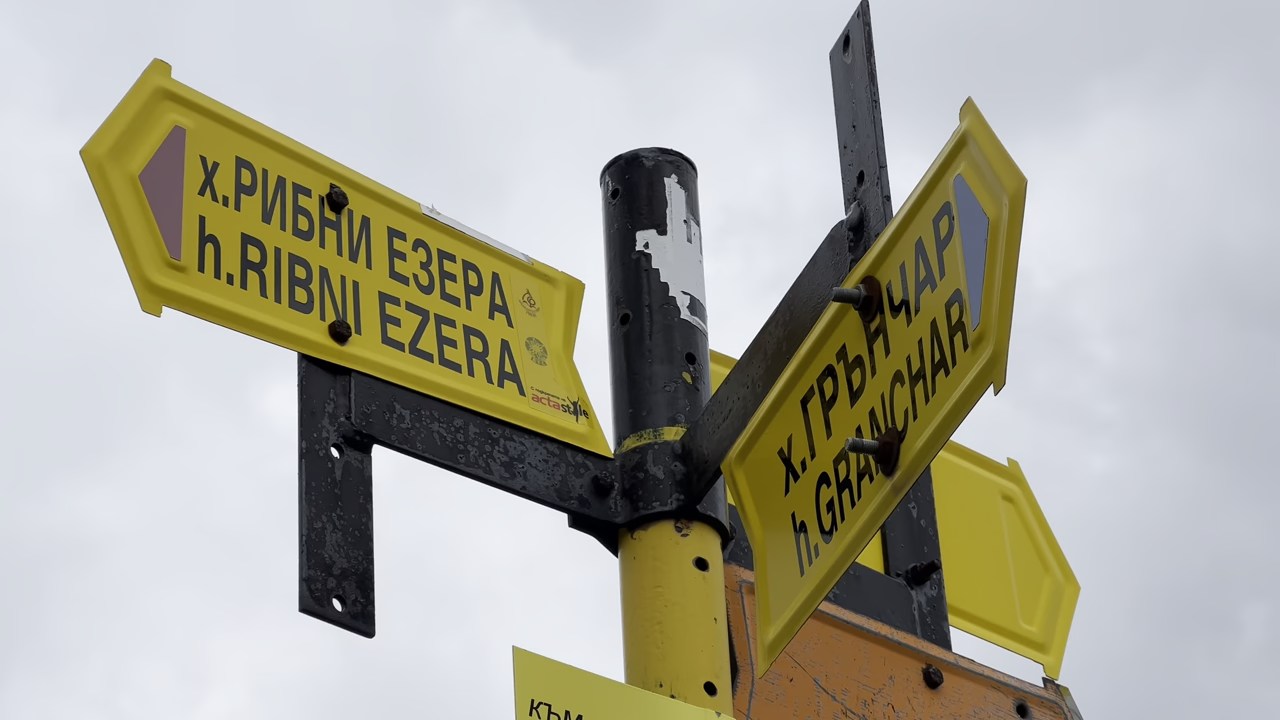 х.РИБНИ ЕЗЕРА
h.RIBNI EZERA
actastyle
х.ГРЪНЧАР
h.GRANCHAR
КЪМ